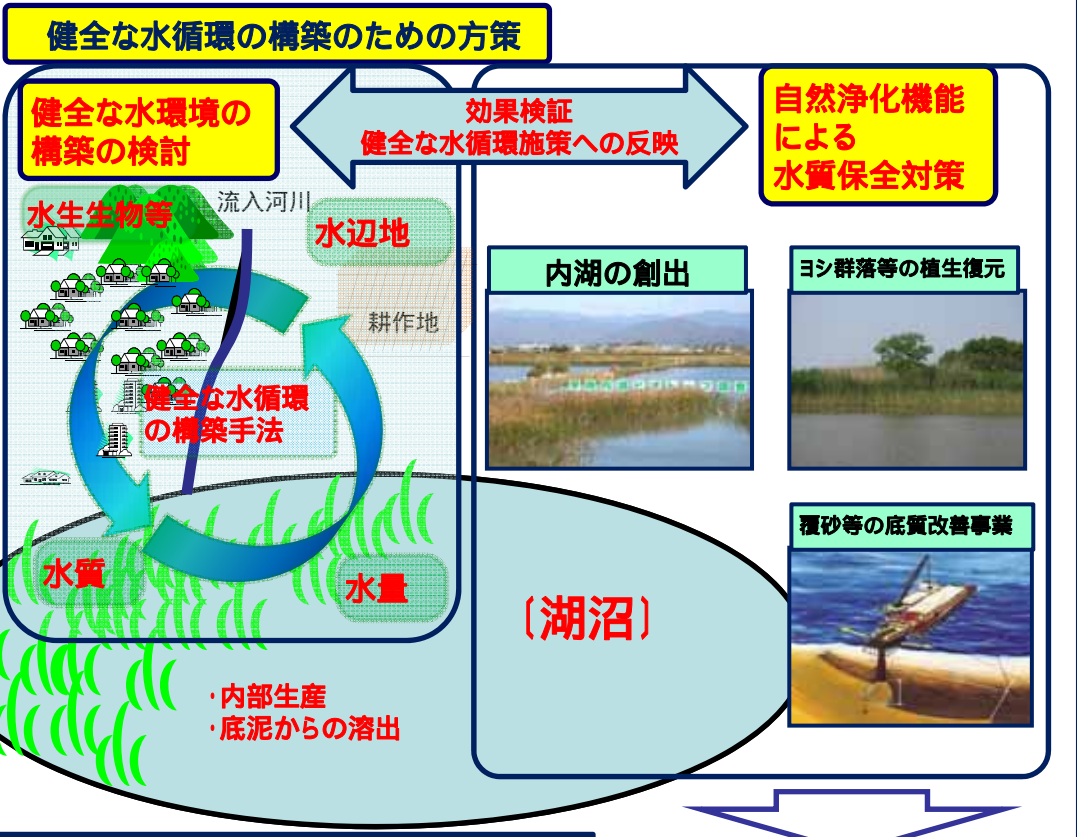 健全な水循環の構築のための方策
健全な水環境の
構築の検討
効果検証
健全な水循環施策への反映
自然浄化機能
による
水質保全対策
水生生物等
流入河川
水辺地
耕作地
健全な水循環
の構築手法
水質
水量
内湖の創出
ヨシ群落等の植生復元
覆砂等の底質改善事業
〔湖沼〕
・内部生産
・底泥からの溶出